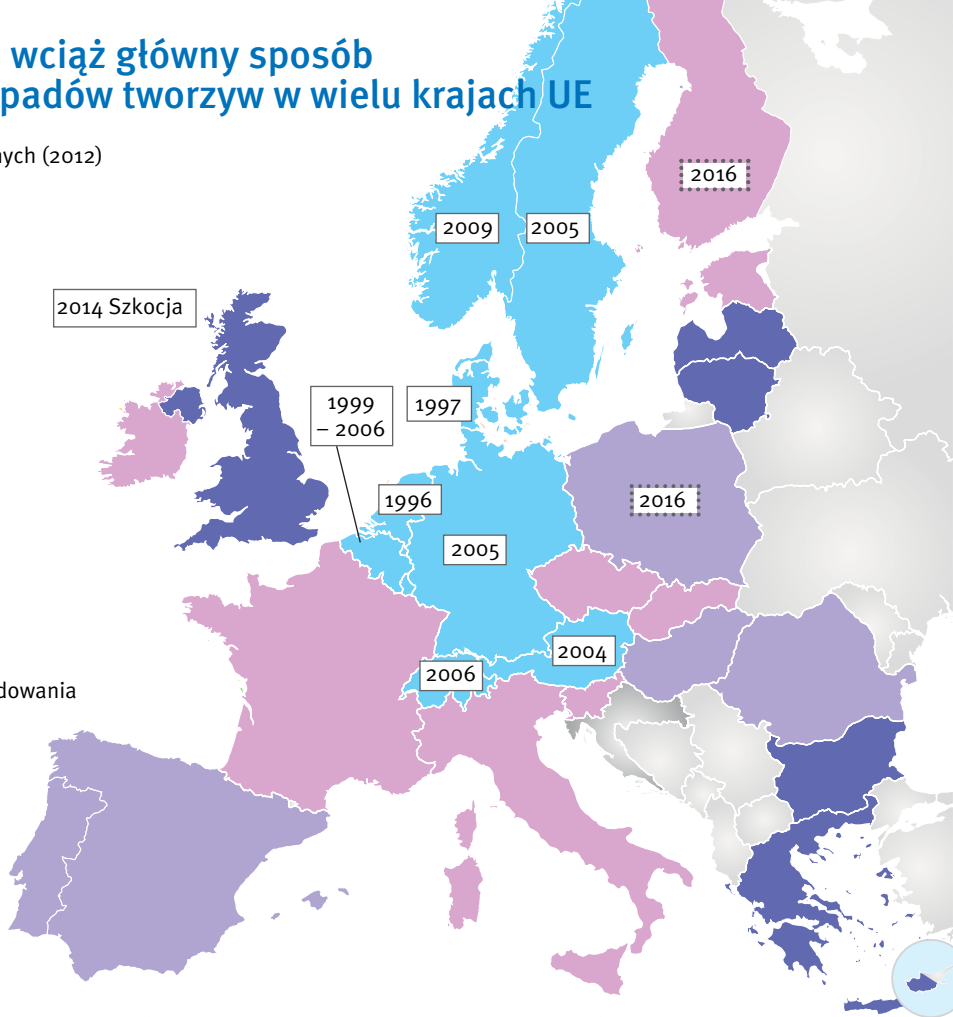 wciąż główny sposób
padów tworzyw w wielu krajach UE
nych (2012)
2016
2009
2005
2014 Szkocja
1999
– 2006
1997
1996
2016
2005
2004
2006
dowania